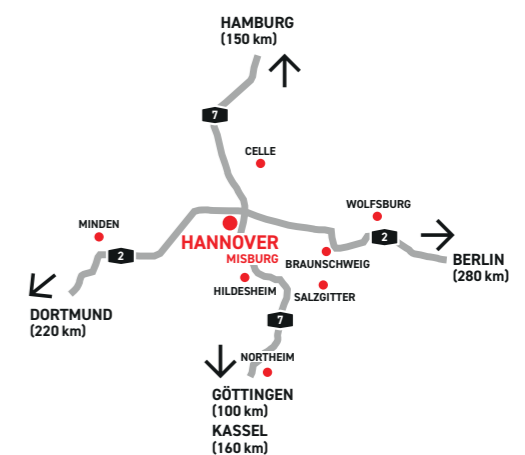 HAMBURG
(150 km)
7
CELLE
WOLFSBURG
MINDEN
2
HANNOVER
MISBURG
2
BRAUNSCHWEIG
BERLIN
(280 km)
HILDESHEIM
SALZGITTER
DORTMUND
(220 km)
7
NORTHEIM
GÖTTINGEN
(100 km)
KASSEL
(160 km)